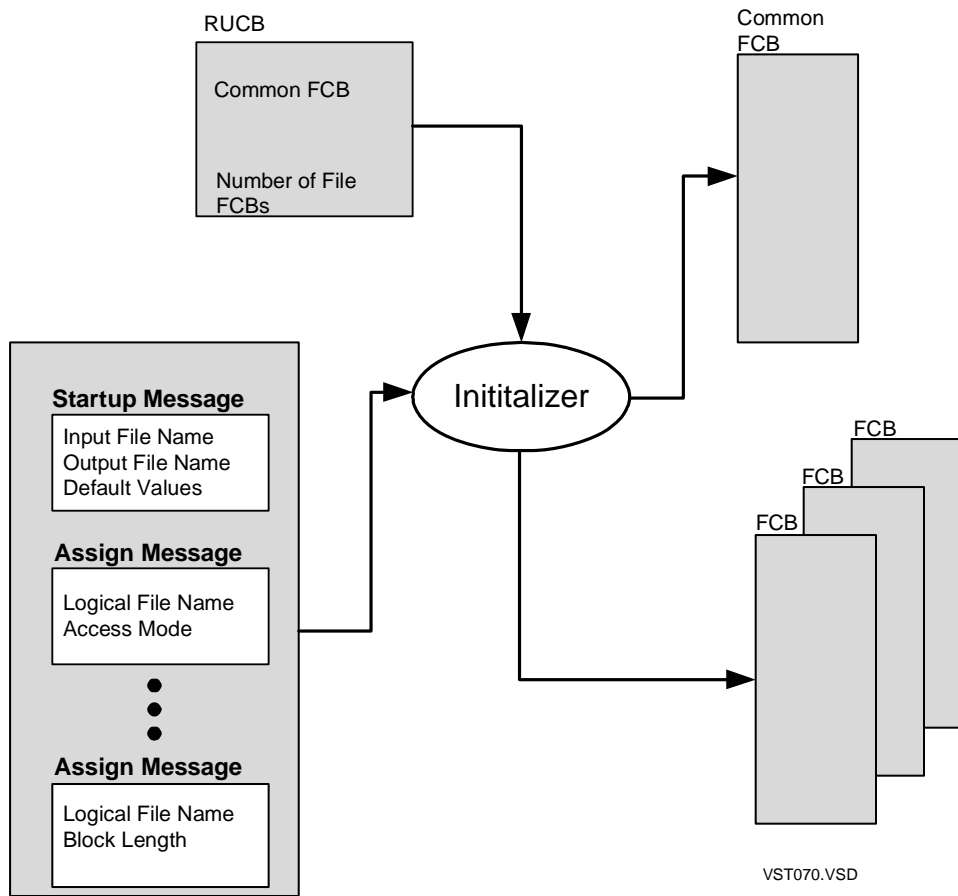 RUCB
Common FCB
Number of File
FCBs
Common
FCB
Startup Message
Input File Name
Output File Name
Default Values
Assign Message
Logical File Name
Access Mode
Assign Message
Logical File Name
Block Length
Inititalizer
FCB
FCB
FCB
VST070.VSD